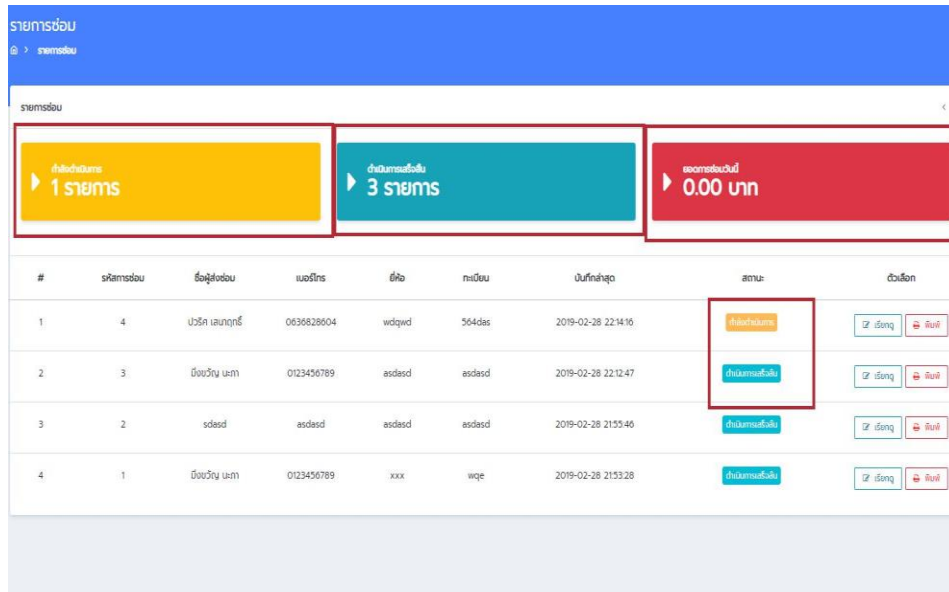 รายการซ่อม
รายการซ่อม
รายการซ่อม
กำลังดำเนินการ
1 รายการ
ดำเนินการเสร็จสิ้น
3 รายการ
ยอดการซ่อมวันนี้
0.00 บาท
# รหัสการซ่อม ชื่อผู้ส่งซ่อม เบอร์โทร ยี่ห้อ ทะเบียน บันทึกล่าสุด สถานะ ตัวเลือก
1 4 ปวริศ เสนาฤทธิ์ 0636828604 wdqwd 564das 2019-02-28 22:14:16 กำลังดำเนินการ เรียกดู พิมพ์
2 3 มิ่งขวัญ นะภา 0123456789 asdasd asdasd 2019-02-28 22:12:47 ดำเนินการเสร็จสิ้น เรียกดู พิมพ์
3 2 sdasd asdasd asdasd asdasd 2019-02-28 21:55:46 ดำเนินการเสร็จสิ้น เรียกดู พิมพ์
4 1 มิ่งขวัญ นะภา 0123456789 xxx wqe 2019-02-28 21:53:28 ดำเนินการเสร็จสิ้น เรียกดู พิมพ์